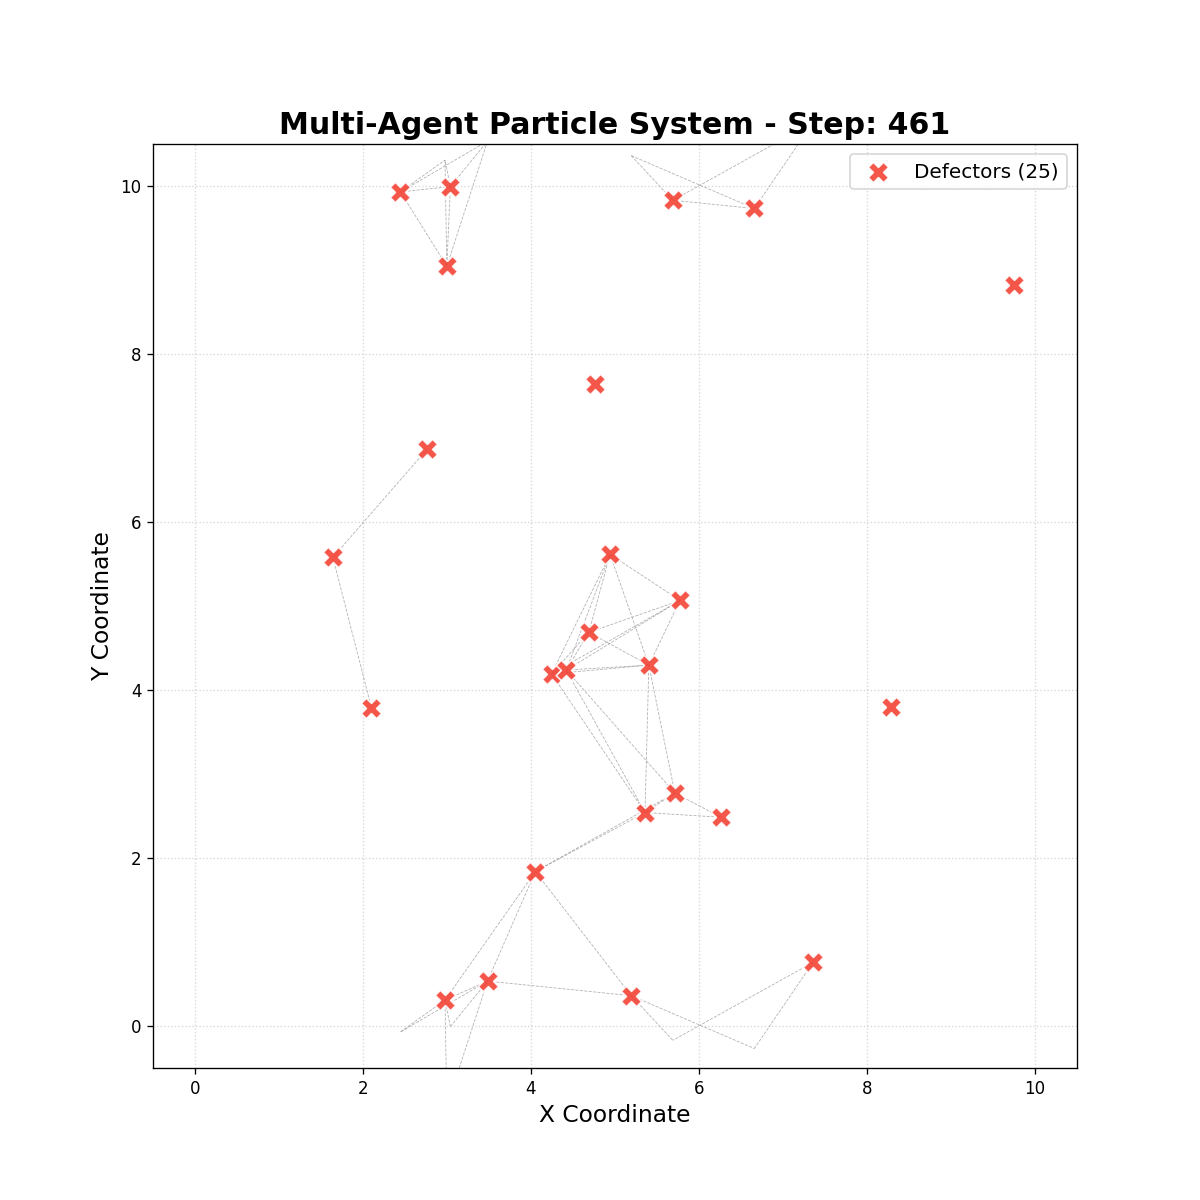 Multi-Agent Particle System - Step: 461
Defectors (25)
10
8
6
4
2
0
Y Coordinate
0 2 4 6 8 10
X Coordinate